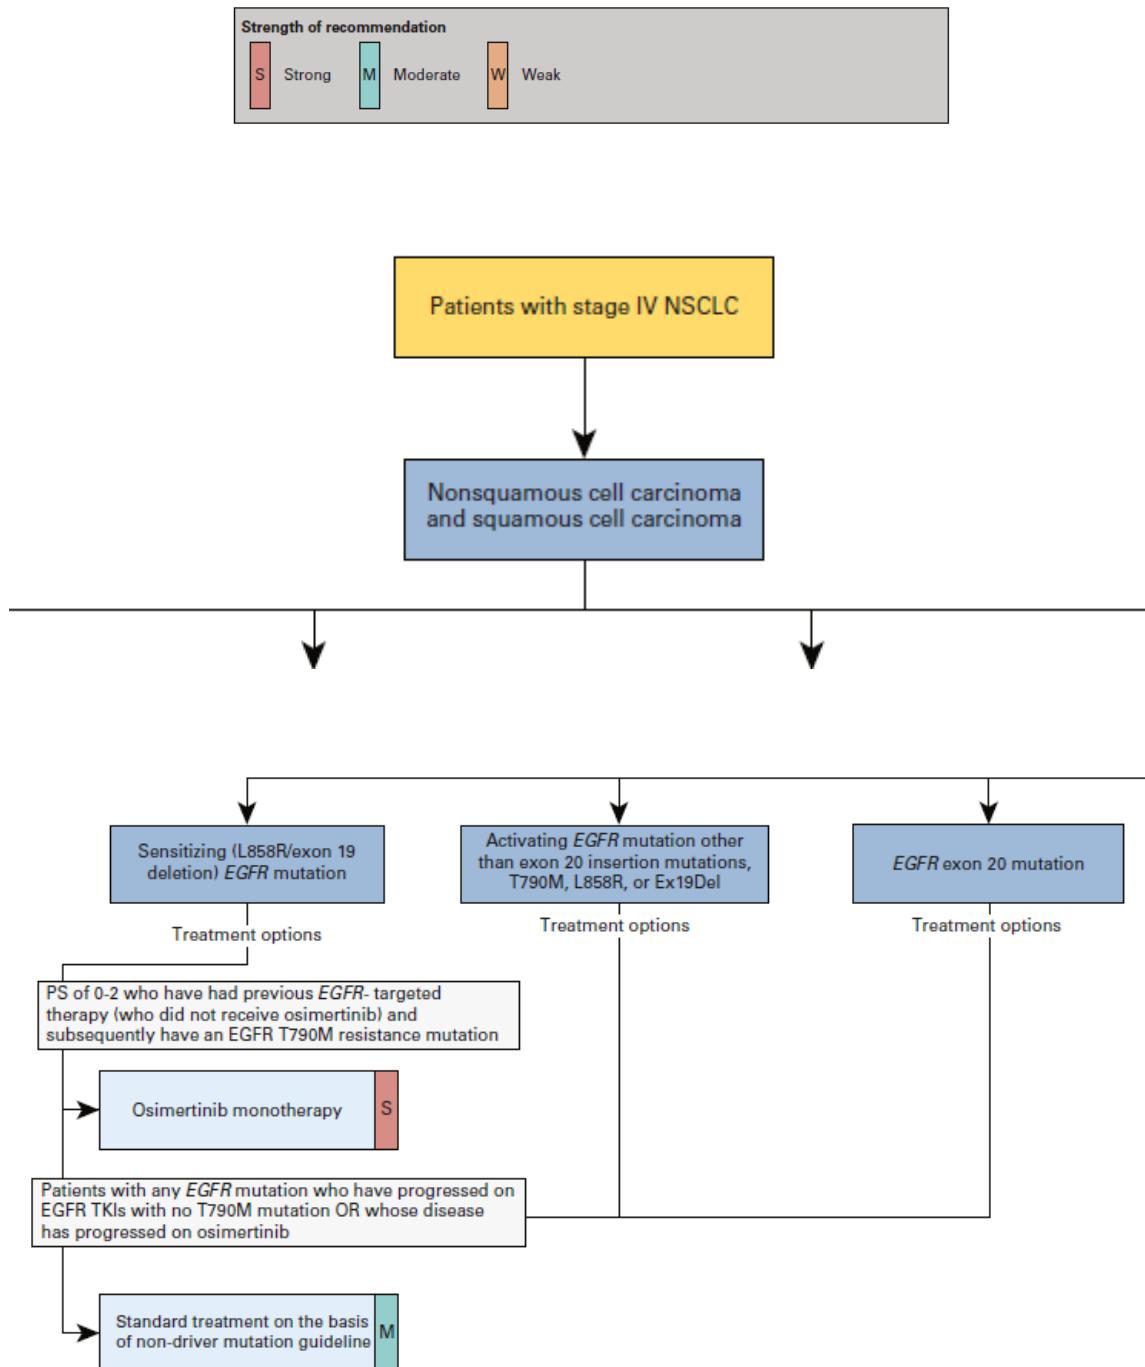 Strength of recommendation
S Strong M Moderate W Weak
Patients with stage IV NSCLC
Nonsquamous cell carcinoma
and squamous cell carcinoma
Sensitizing (L858R/exon 19
deletion) EGFR mutation
Activating EGFR mutation other
than exon 20 insertion mutations,
T790M, L858R, or Ex19Del
EGFR exon 20 mutation
Treatment options
Treatment options
Treatment options
PS of 0-2 who have had previous EGFR- targeted
therapy (who did not receive osimertinib) and
subsequently have an EGFR T790M resistance mutation
Osimertinib monotherapy S
Patients with any EGFR mutation who have progressed on
EGFR TKIs with no T790M mutation OR whose disease
has progressed on osimertinib
Standard treatment on the basis
of non-driver mutation guideline M